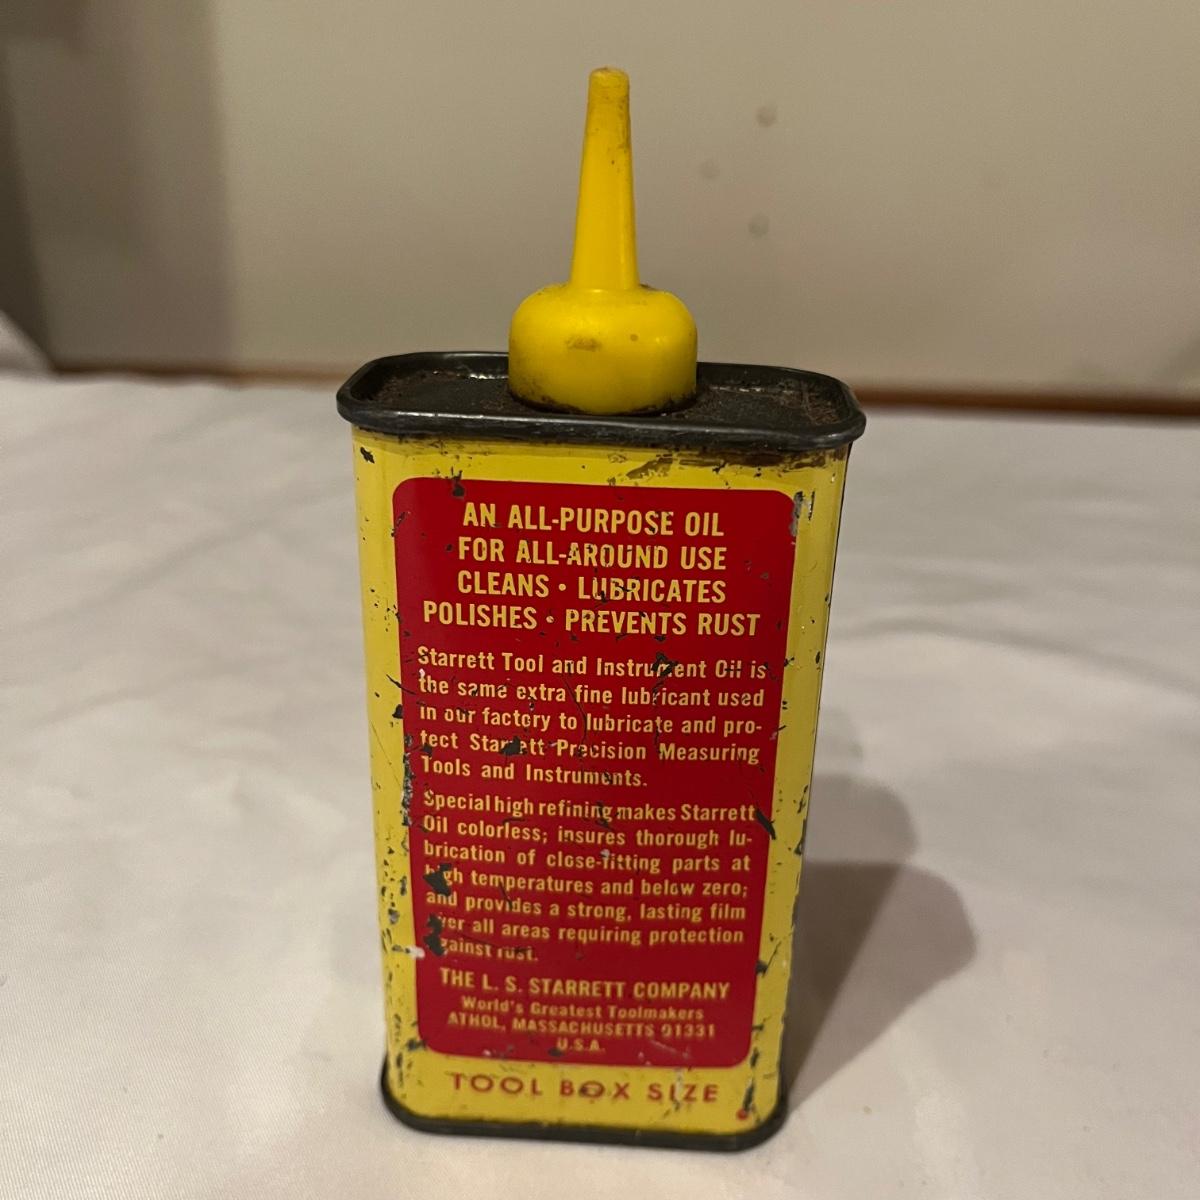 AN ALL-PURPOSE OIL
FOR ALL-AROUND USE
CLEANS • LUBRICATES
POLISHES • PREVENTS RUST
Starrett Tool and Instrument Oil is
the same extra fine lubricant used
in our factory to lubricate and pro-
tect Starrett Precision Measuring
Tools and Instruments.
Special high refining makes Starrett
Oil colorless; insures thorough lu-
brication of close-fitting parts at
high temperatures and below zero;
and provides a strong, lasting film
over all areas requiring protection
against rust.
THE L. S. STARRETT COMPANY
World's Greatest Toolmakers
ATHOL, MASSACHUSETTS 01331
U.S.A.
TOOL BOX SIZE